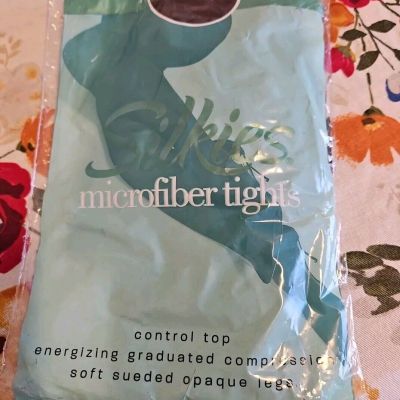 Silkies
microfiber tights
control top
energizing graduated compression
soft sueded opaque legs